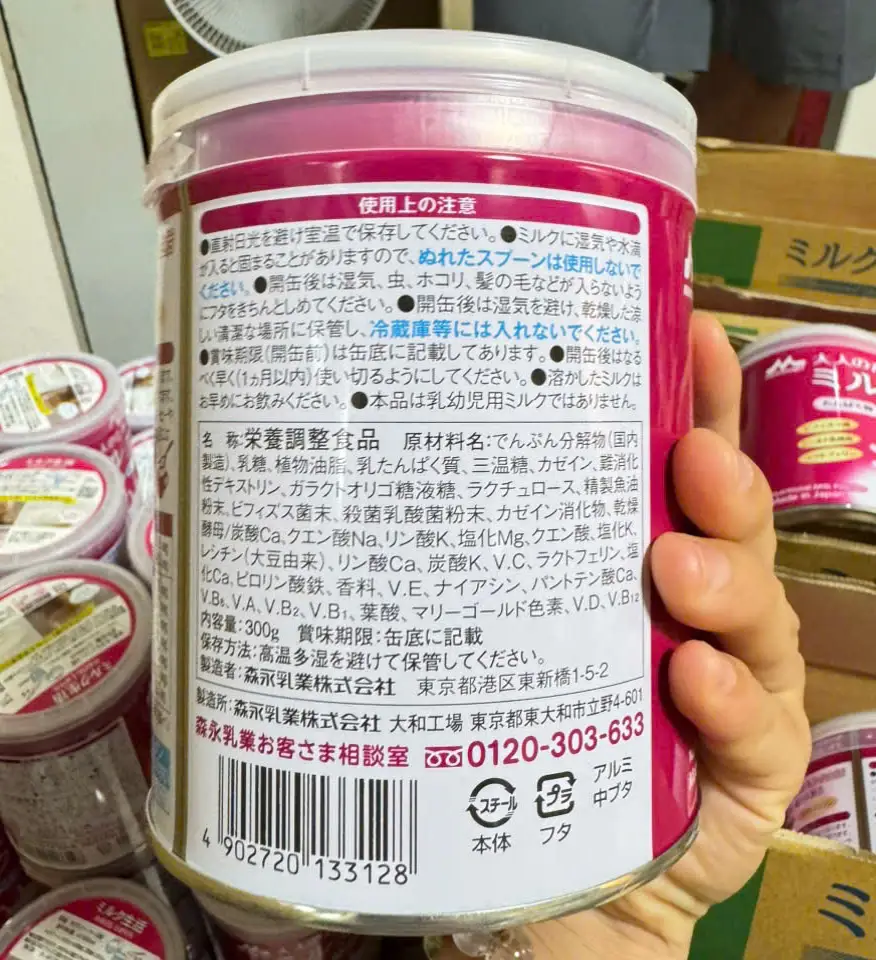 使用上の注意
●直射日光を避け室温で保存してください。●ミルクに湿気や水滴
が入ると固まることがありますので、ぬれたスプーンは使用しないで
ください。●開缶後は湿気、虫、ホコリ、髪の毛などが入らないよう
にフタをきちんとしめてください。●開缶後は湿気を避け、乾燥した涼
しい清潔な場所に保管し、冷蔵庫等には入れないでください。
●賞味期限(開缶前)は缶底に記載してあります。●開缶後はなる
べく早く(1ヵ月以内)使い切るようにしてください。●溶かしたミルクは
お早めにお飲みください。●本品は乳幼児用ミルクではありません。
名 称:栄養調整食品 原材料名:でんぷん分解物(国内
製造)、乳糖、植物油脂、乳たんぱく質、三温糖、カゼイン、難消化
性デキストリン、ガラクトオリゴ糖液糖、ラクチュロース、精製魚油
粉末、ビフィズス菌末、殺菌乳酸菌粉末、カゼイン消化物、乾燥
酵母/炭酸Ca、クエン酸Na、リン酸K、塩化Mg、クエン酸、塩化K、
レシチン(大豆由来)、リン酸Ca、炭酸K、V.C、ラクトフェリン、塩
化Ca、ピロリン酸鉄、香料、V.E、ナイアシン、パントテン酸Ca、
V.B₆、V.A、V.B₂、V.B₁、葉酸、マリーゴールド色素、V.D、V.B₁₂
内容量:300g 賞味期限:缶底に記載
保存方法:高温多湿を避けて保管してください。
製造者:森永乳業株式会社 東京都港区東新橋1-5-2
製造所:森永乳業株式会社 大和工場 東京都東大和市立野4-601
森永乳業お客さま相談室 0120-303-633
スチール
本体
プラ
フタ
アルミ
中ブタ
4 902720 133128
ミルク
大人の
ミル
Made in Japan
ミルク生活
ミルク生活
ミ